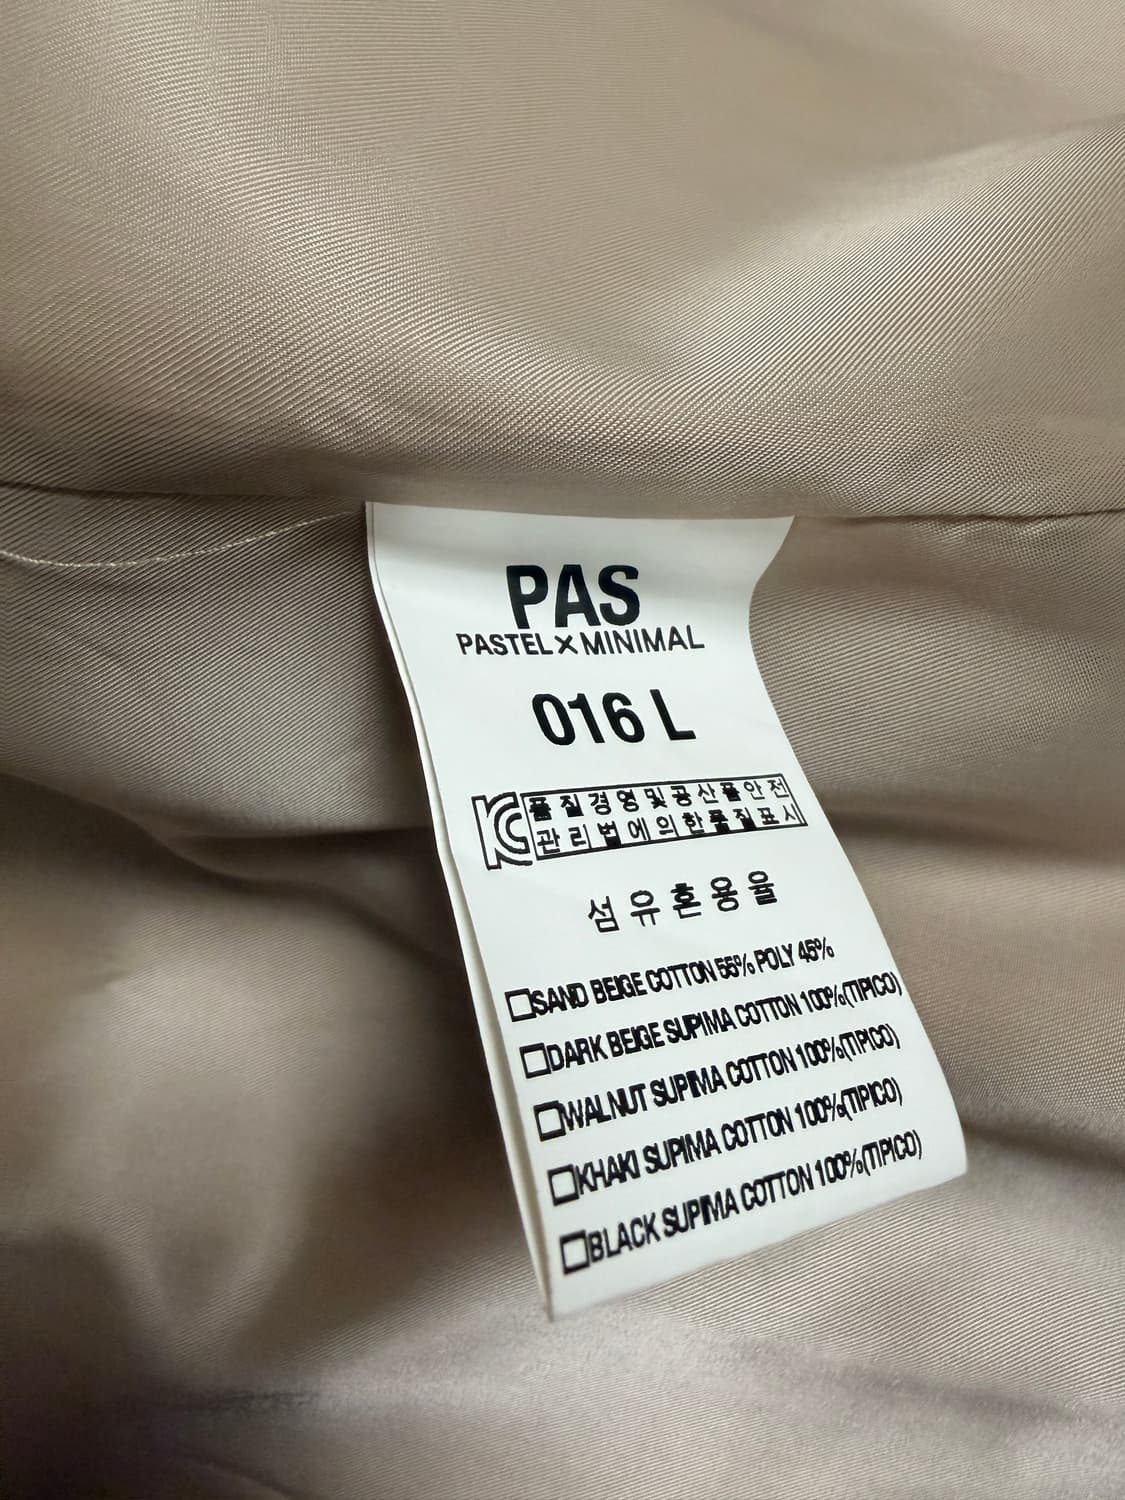 PAS
PASTEL×MINIMAL
016 L
품질경영및공산품안전
관리법에의한품질표시
섬유혼용율
□SAND BEIGE COTTON 55% POLY 45%
□DARK BEIGE SUPIMA COTTON 100%(TIPICO)
□WALNUT SUPIMA COTTON 100%(TIPICO)
□KHAKI SUPIMA COTTON 100%(TIPICO)
□BLACK SUPIMA COTTON 100%(TIPICO)